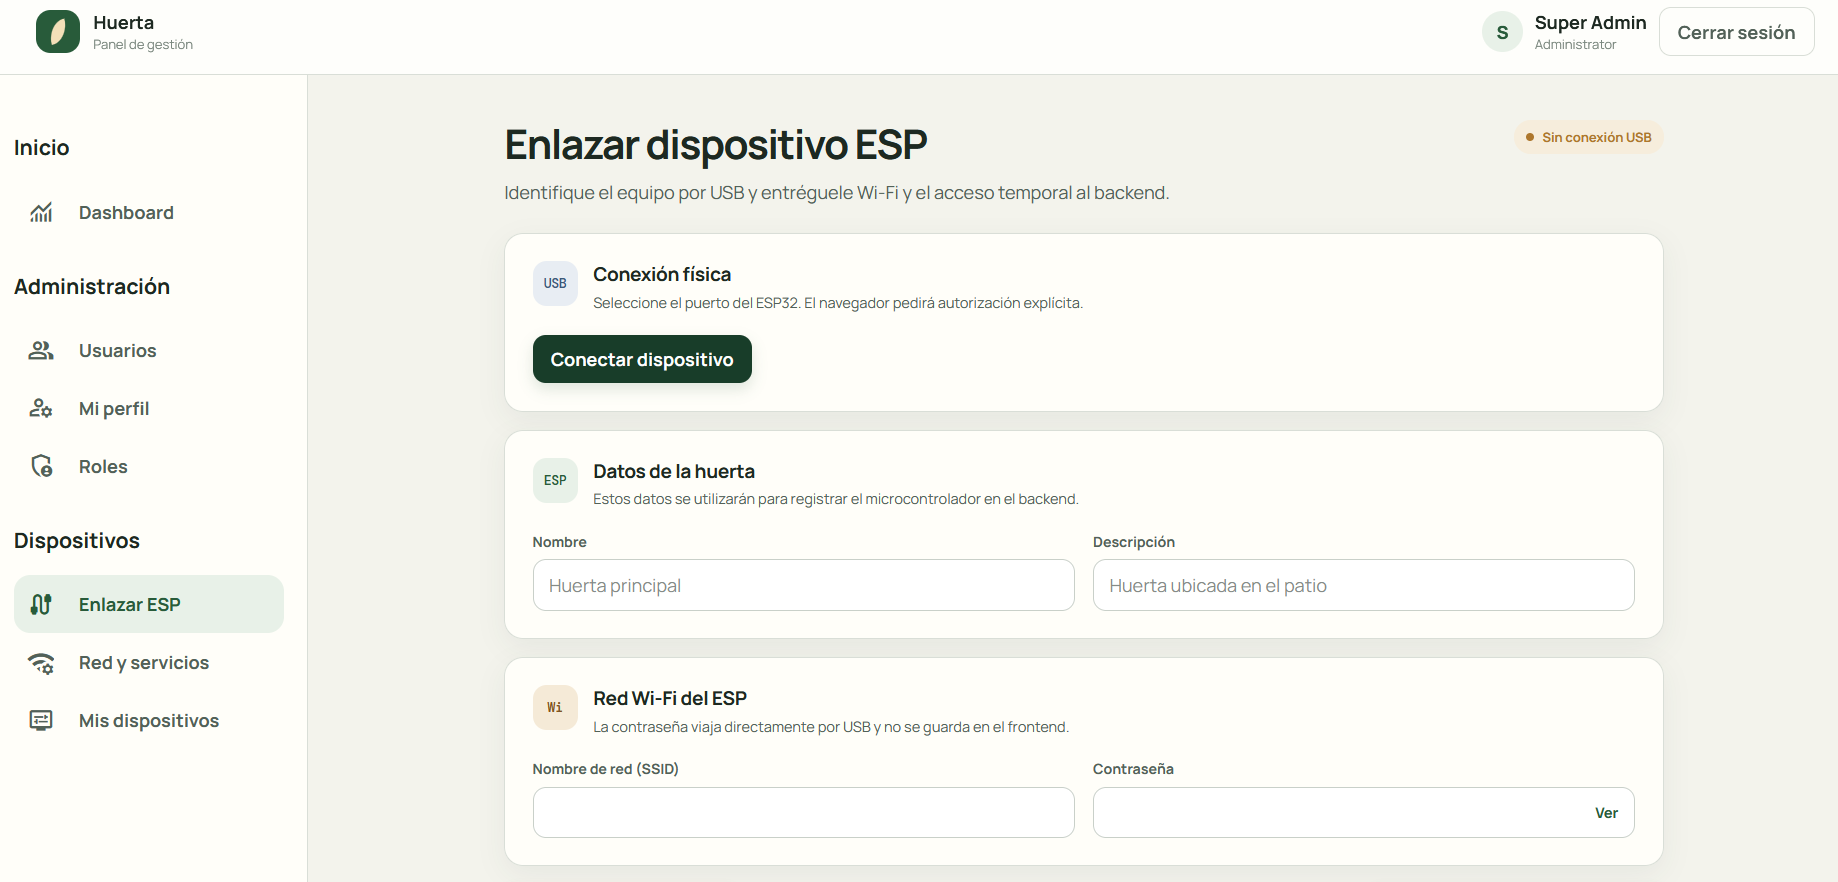 Huerta
Panel de gestión
S
Super Admin
Administrator
Cerrar sesión
Inicio
Dashboard
Administración
Usuarios
Mi perfil
Roles
Dispositivos
Enlazar ESP
Red y servicios
Mis dispositivos
Enlazar dispositivo ESP
Sin conexión USB
Identifique el equipo por USB y entréguele Wi-Fi y el acceso temporal al backend.
USB
Conexión física
Seleccione el puerto del ESP32. El navegador pedirá autorización explícita.
Conectar dispositivo
ESP
Datos de la huerta
Estos datos se utilizarán para registrar el microcontrolador en el backend.
Nombre
Huerta principal
Descripción
Huerta ubicada en el patio
Wi
Red Wi-Fi del ESP
La contraseña viaja directamente por USB y no se guarda en el frontend.
Nombre de red (SSID)
Contraseña
Ver